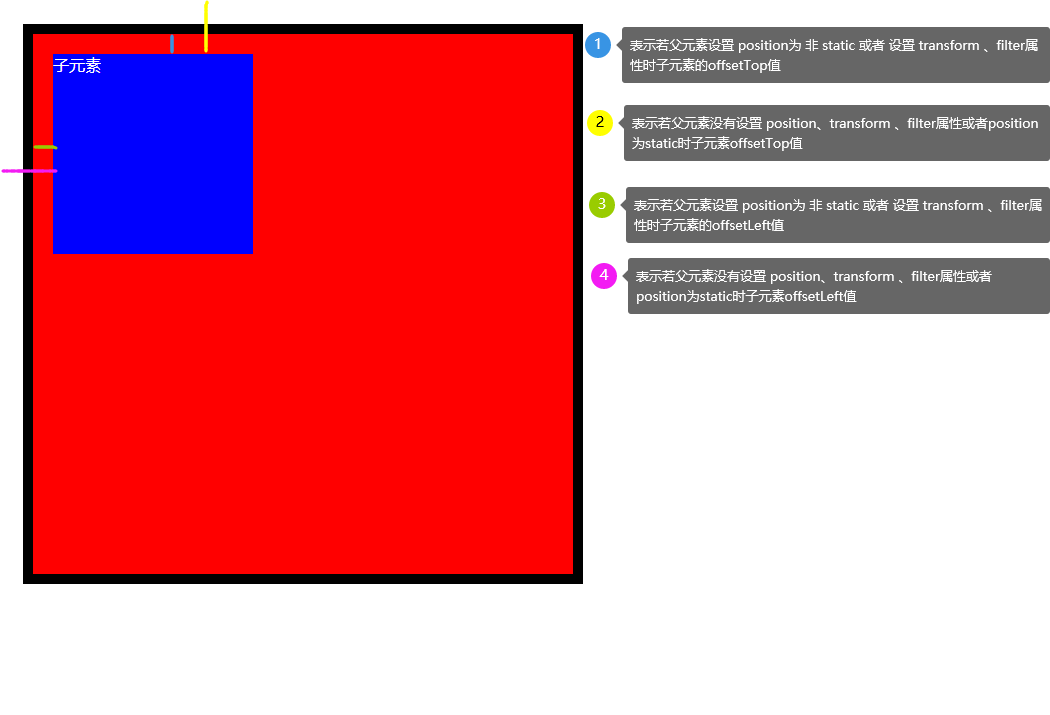 子元素
1
表示若父元素设置 position为 非 static 或者 设置 transform 、filter属
性时子元素的offsetTop值
2
表示若父元素没有设置 position、transform 、filter属性或者position
为static时子元素offsetTop值
3
表示若父元素设置 position为 非 static 或者 设置 transform 、filter属
性时子元素的offsetLeft值
4
表示若父元素没有设置 position、transform 、filter属性或者
position为static时子元素offsetLeft值